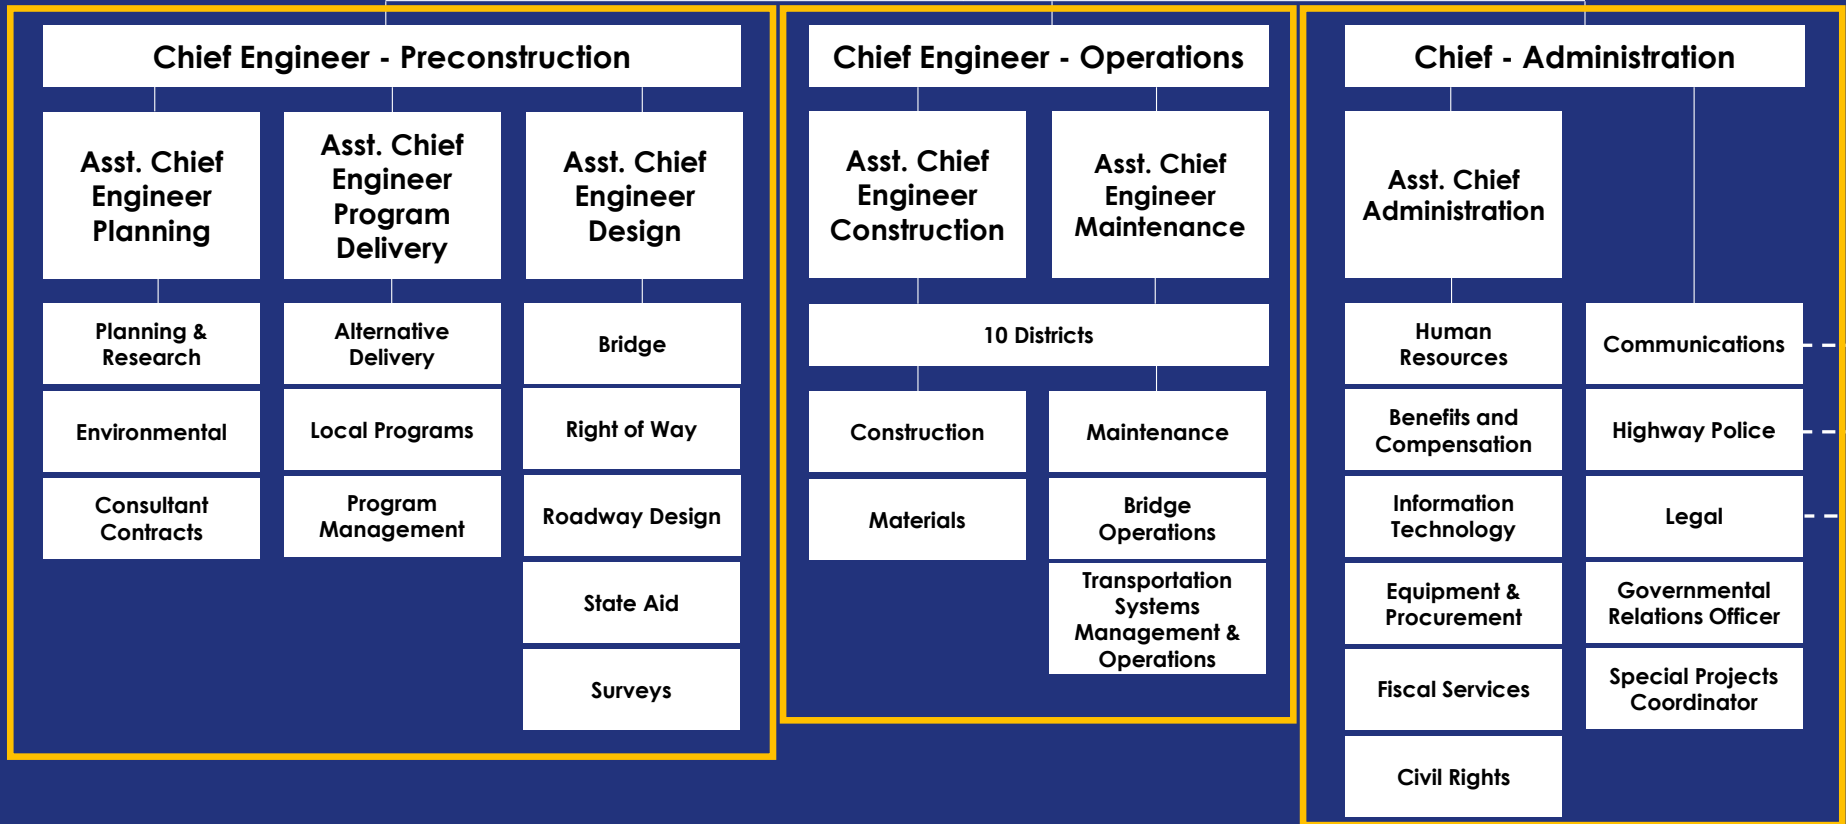 Chief Engineer - Preconstruction
Asst. Chief
Engineer
Planning
Planning &
Research
Environmental
Consultant
Contracts
Asst. Chief
Engineer
Program
Delivery
Alternative
Delivery
Local Programs
Program
Management
Asst. Chief
Engineer
Design
Bridge
Right of Way
Roadway Design
State Aid
Surveys
Chief Engineer - Operations
Asst. Chief
Engineer
Construction
Asst. Chief
Engineer
Maintenance
10 Districts
Construction
Materials
Maintenance
Bridge
Operations
Transportation
Systems
Management &
Operations
Chief - Administration
Asst. Chief
Administration
Human
Resources
Benefits and
Compensation
Information
Technology
Equipment &
Procurement
Fiscal Services
Civil Rights
Communications
Highway Police
Legal
Governmental
Relations Officer
Special Projects
Coordinator